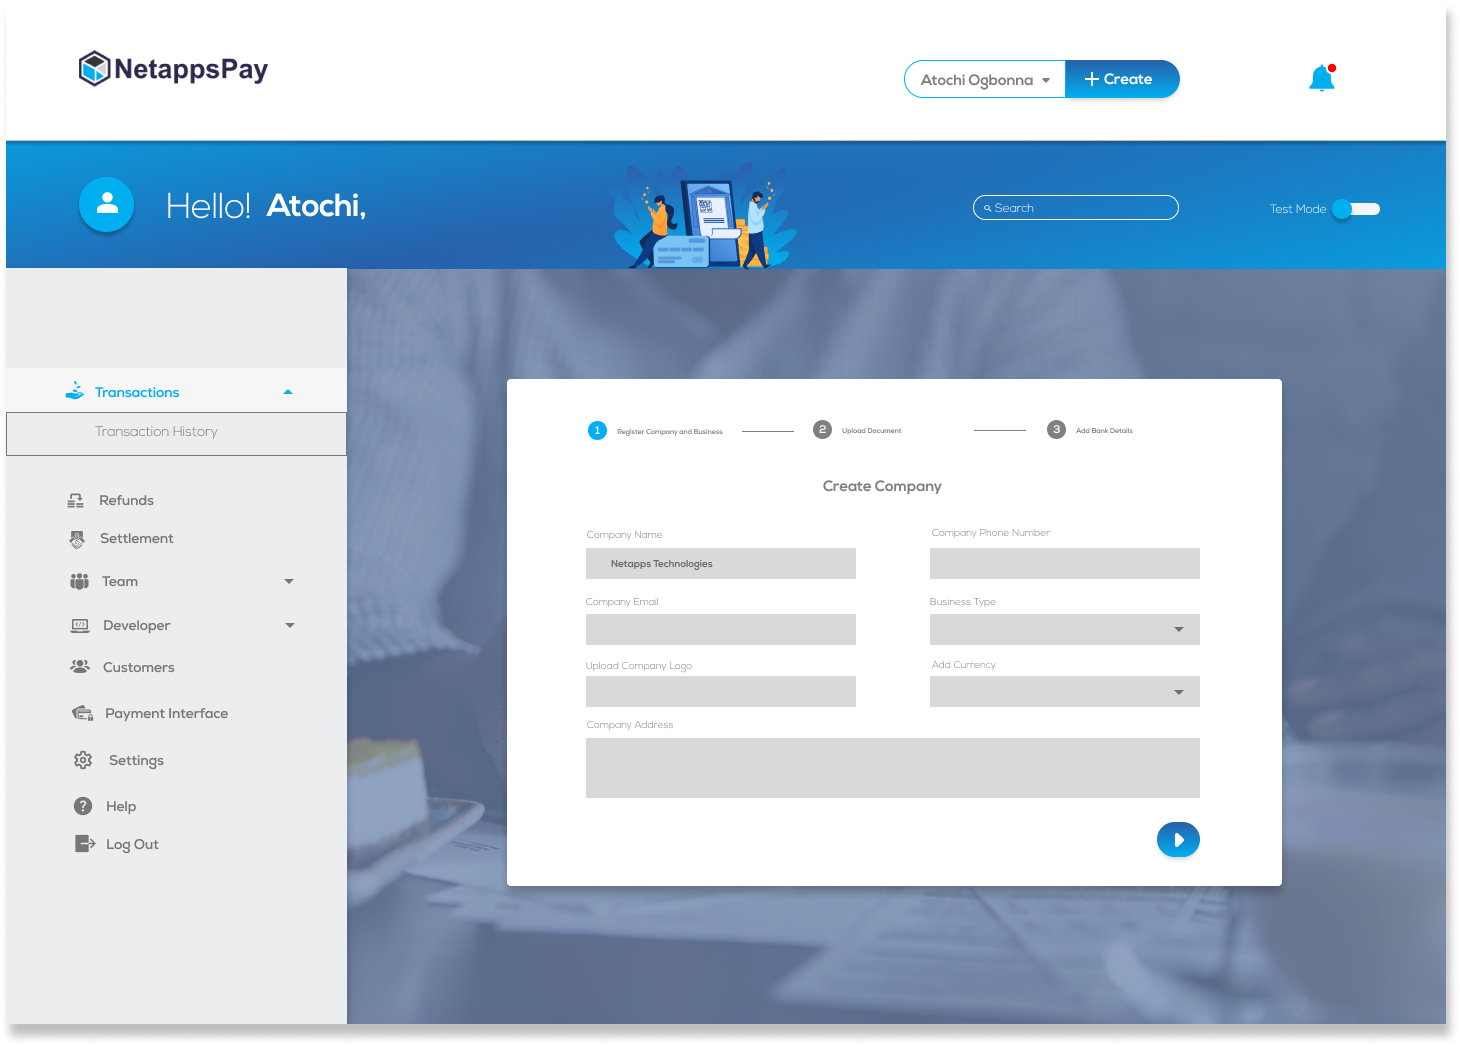 NetappsPay
Atochi Ogbonna
Create
Hello! Atochi,
Search
Test Mode
Transactions
Transaction History
Refunds
Settlement
Team
Developer
Customers
Payment Interface
Settings
Help
Log Out
1 Register Company and Business
2 Upload Document
3 Add Bank Details
Create Company
Company Name
Company Phone Number
Netapps Technologies
Company Email
Business Type
Upload Company Logo
Add Currency
Company Address